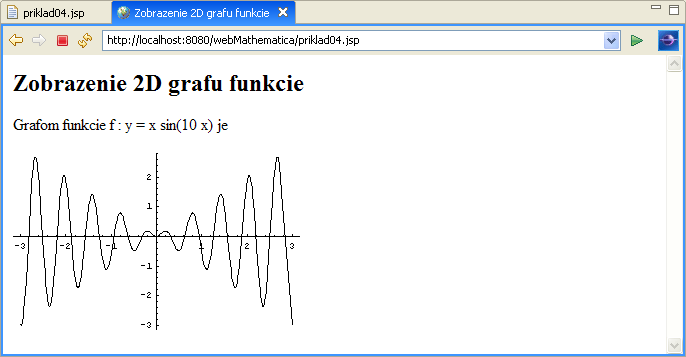 priklad04.jsp
Zobrazenie 2D grafu funkcie
http://localhost:8080/webMathematica/priklad04.jsp
Zobrazenie 2D grafu funkcie
Grafom funkcie f : y = x sin(10 x) je
2
1
-3 -2 -1 1 2 3
-1
-2
-3